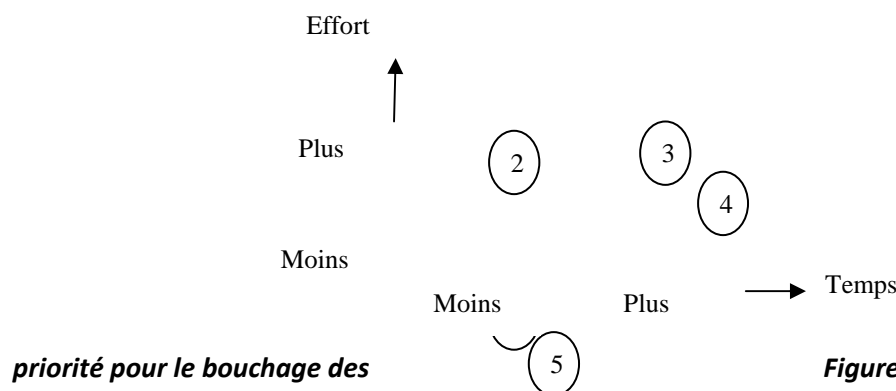 Effort
Plus
2
3
4
Moins
Temps
Moins Plus
priorité pour le bouchage des
5
Figure